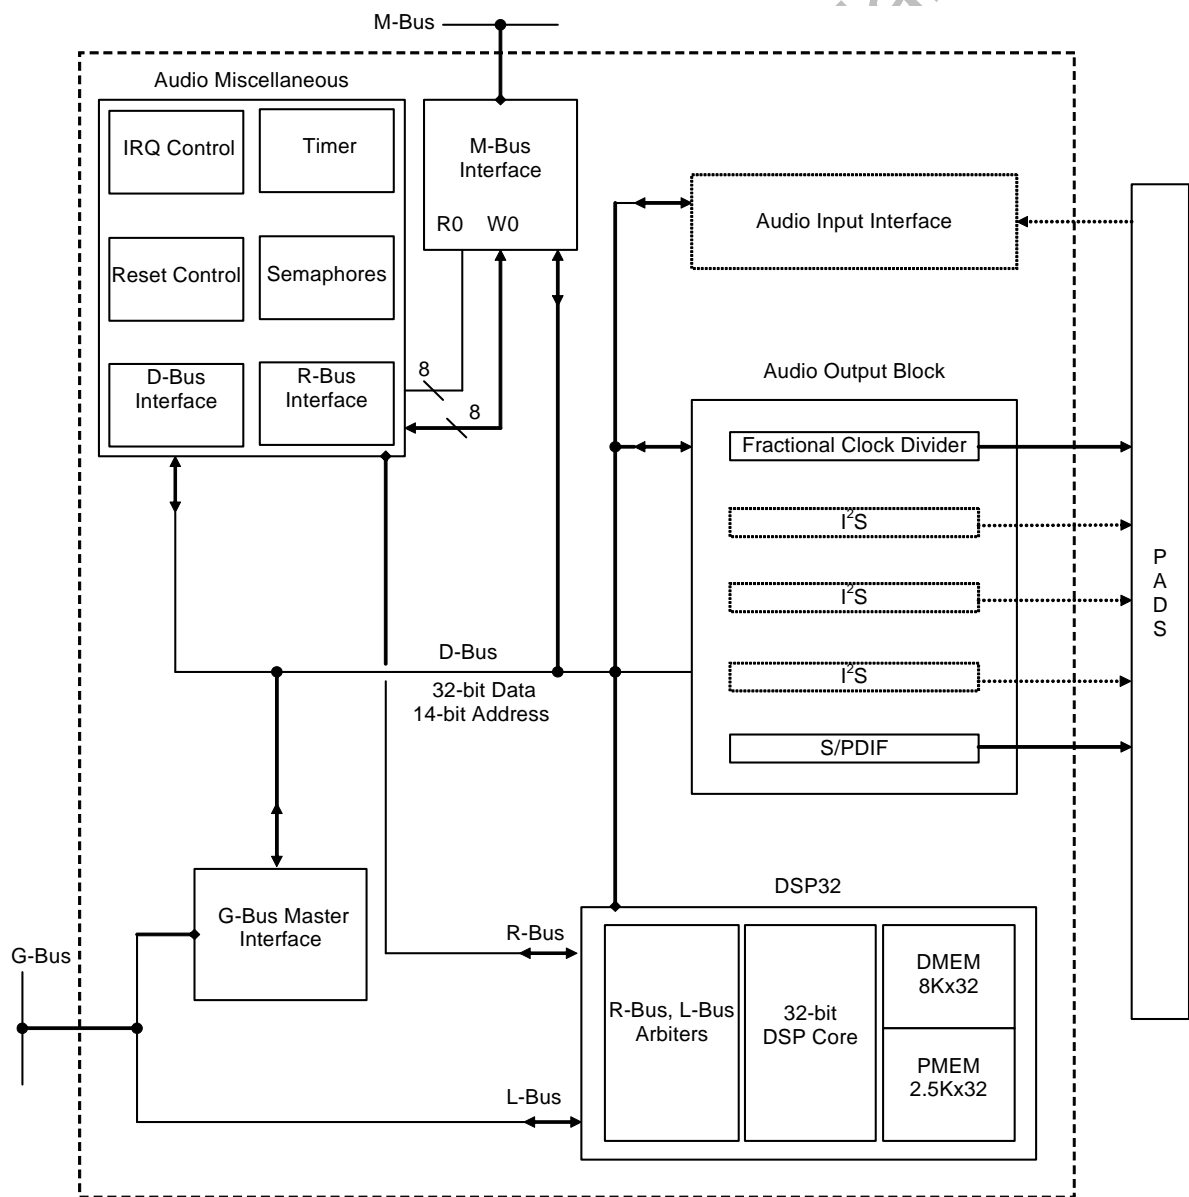 M-Bus
Audio Miscellaneous
IRQ Control
Timer
M-Bus
Interface
R0 W0
Reset Control
Semaphores
D-Bus
Interface
R-Bus
Interface
8
8
Audio Input Interface
Audio Output Block
Fractional Clock Divider
I²S
I²S
I²S
S/PDIF
P
A
D
S
D-Bus
32-bit Data
14-bit Address
G-Bus Master
Interface
G-Bus
R-Bus
L-Bus
DSP32
R-Bus, L-Bus
Arbiters
32-bit
DSP Core
DMEM
8Kx32
PMEM
2.5Kx32